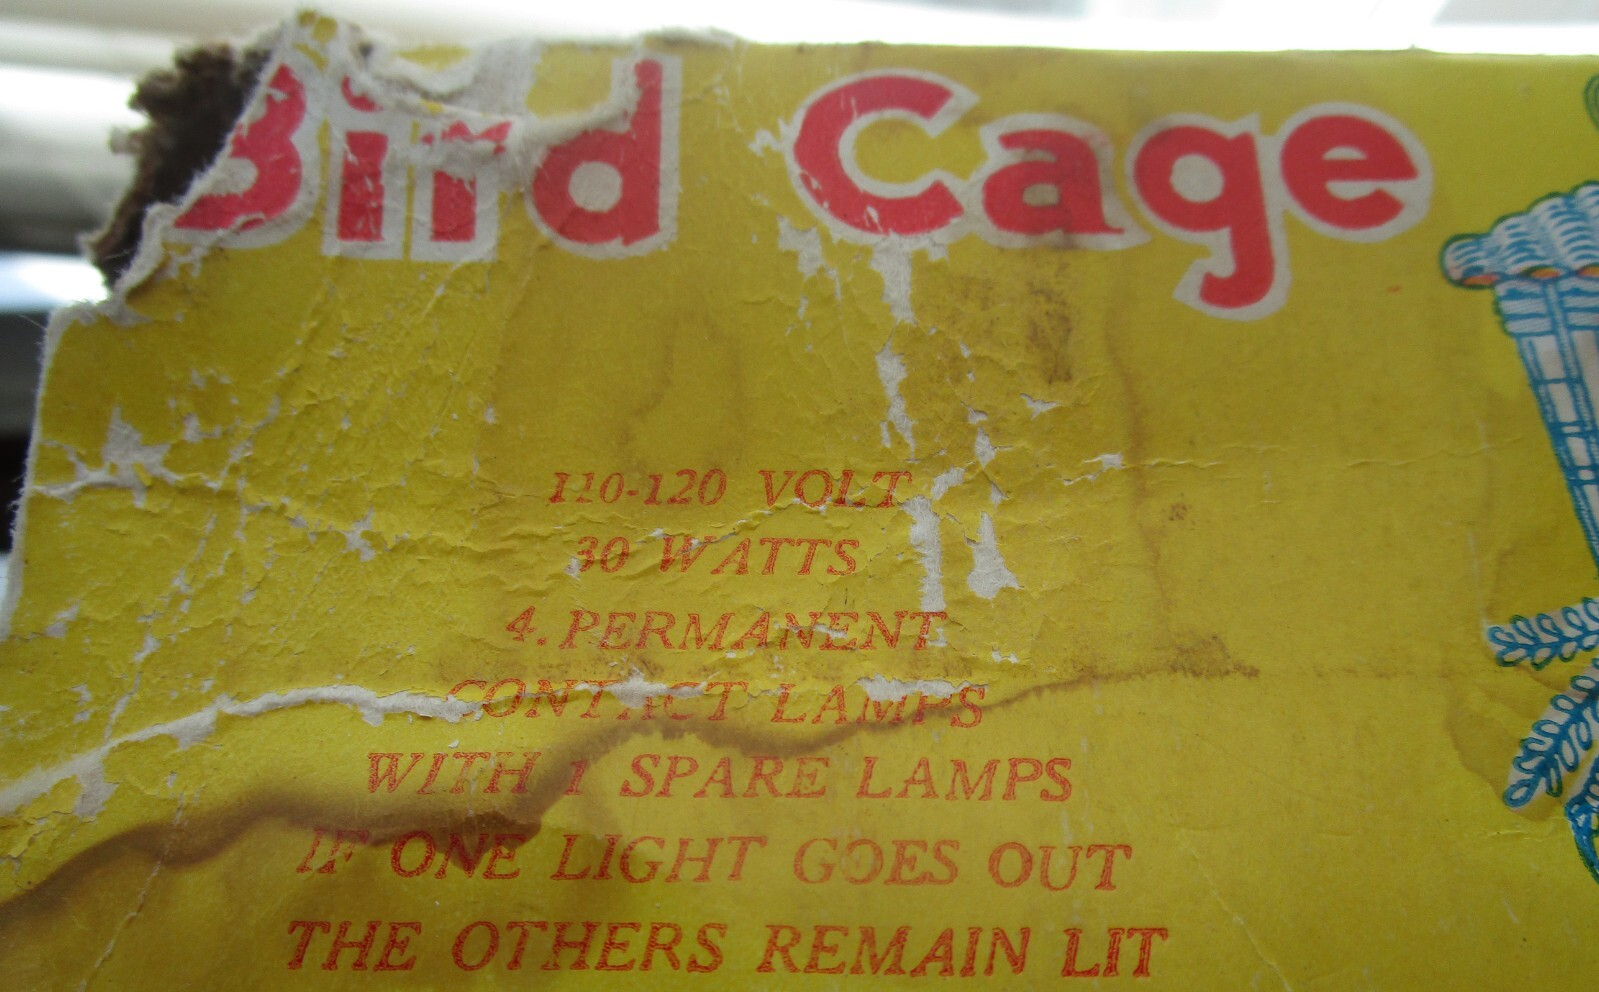 Bird Cage
110-120 VOLT
30 WATTS
4. PERMANENT
CONTACT LAMPS
WITH 1 SPARE LAMPS
IF ONE LIGHT GOES OUT
THE OTHERS REMAIN LIT